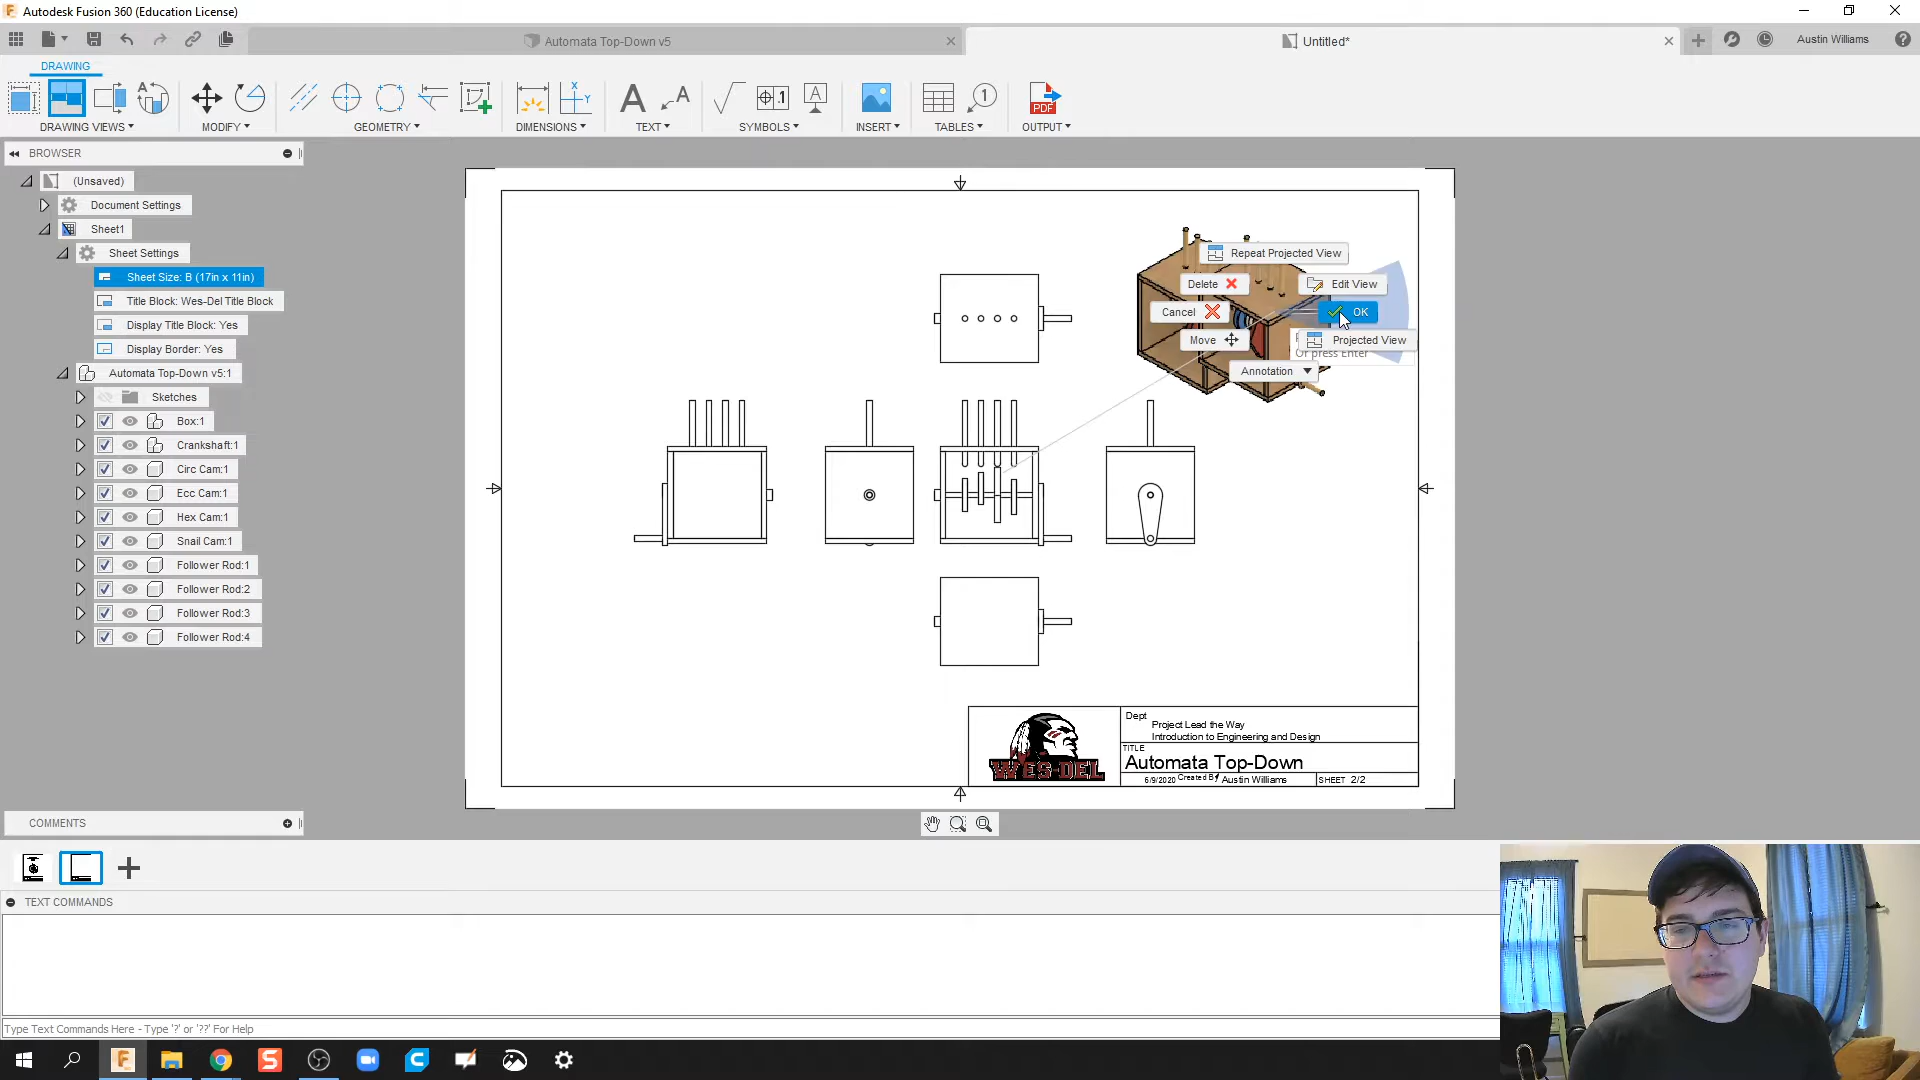 Autodesk Fusion 360 (Education License)
Automata Top-Down v5
Untitled*
Austin Williams
DRAWING
DRAWING VIEWS
MODIFY
GEOMETRY
DIMENSIONS
TEXT
SYMBOLS
INSERT
TABLES
OUTPUT
PDF
BROWSER
(Unsaved)
Document Settings
Sheet1
Sheet Settings
Sheet Size: B (17in x 11in)
Title Block: Wes-Del Title Block
Display Title Block: Yes
Display Border: Yes
Automata Top-Down v5:1
Sketches
Box:1
Crankshaft:1
Circ Cam:1
Ecc Cam:1
Hex Cam:1
Snail Cam:1
Follower Rod:1
Follower Rod:2
Follower Rod:3
Follower Rod:4
Repeat Projected View
Delete
Edit View
Cancel
OK
Move
Projected View
Or press Enter
Annotation
WES-DEL
Dept
Project Lead the Way
Introduction to Engineering and Design
TITLE
Automata Top-Down
6/9/2020 Created By Austin Williams
SHEET 2/2
COMMENTS
TEXT COMMANDS
Type Text Commands Here - Type '?' or '??' For Help